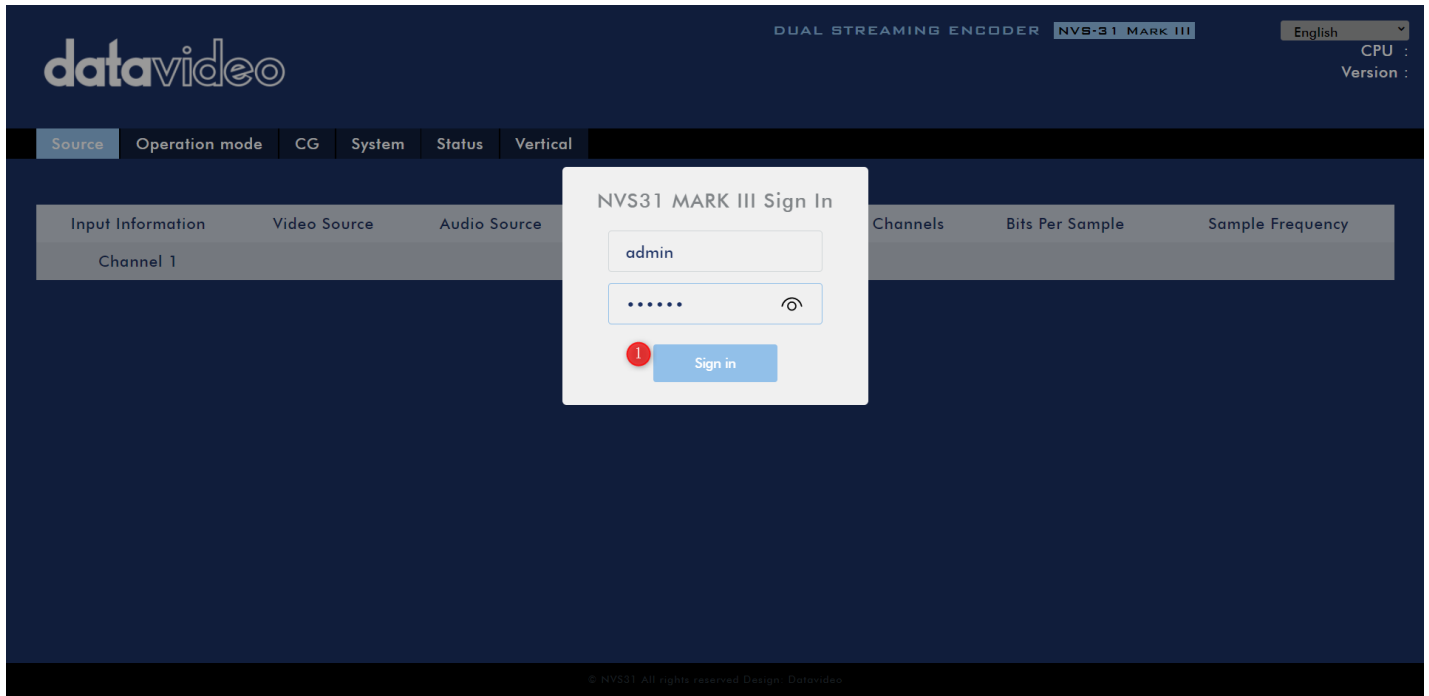 DUAL STREAMING ENCODER NVS-31 MARK III
English
datavideo
CPU :
Version :
Source Operation mode CG System Status Vertical
NVS31 MARK III Sign In
Input Information Video Source Audio Source Channels Bits Per Sample Sample Frequency
admin
Channel 1
••••••
1 Sign in
© NVS31 All rights reserved Design: Datavideo